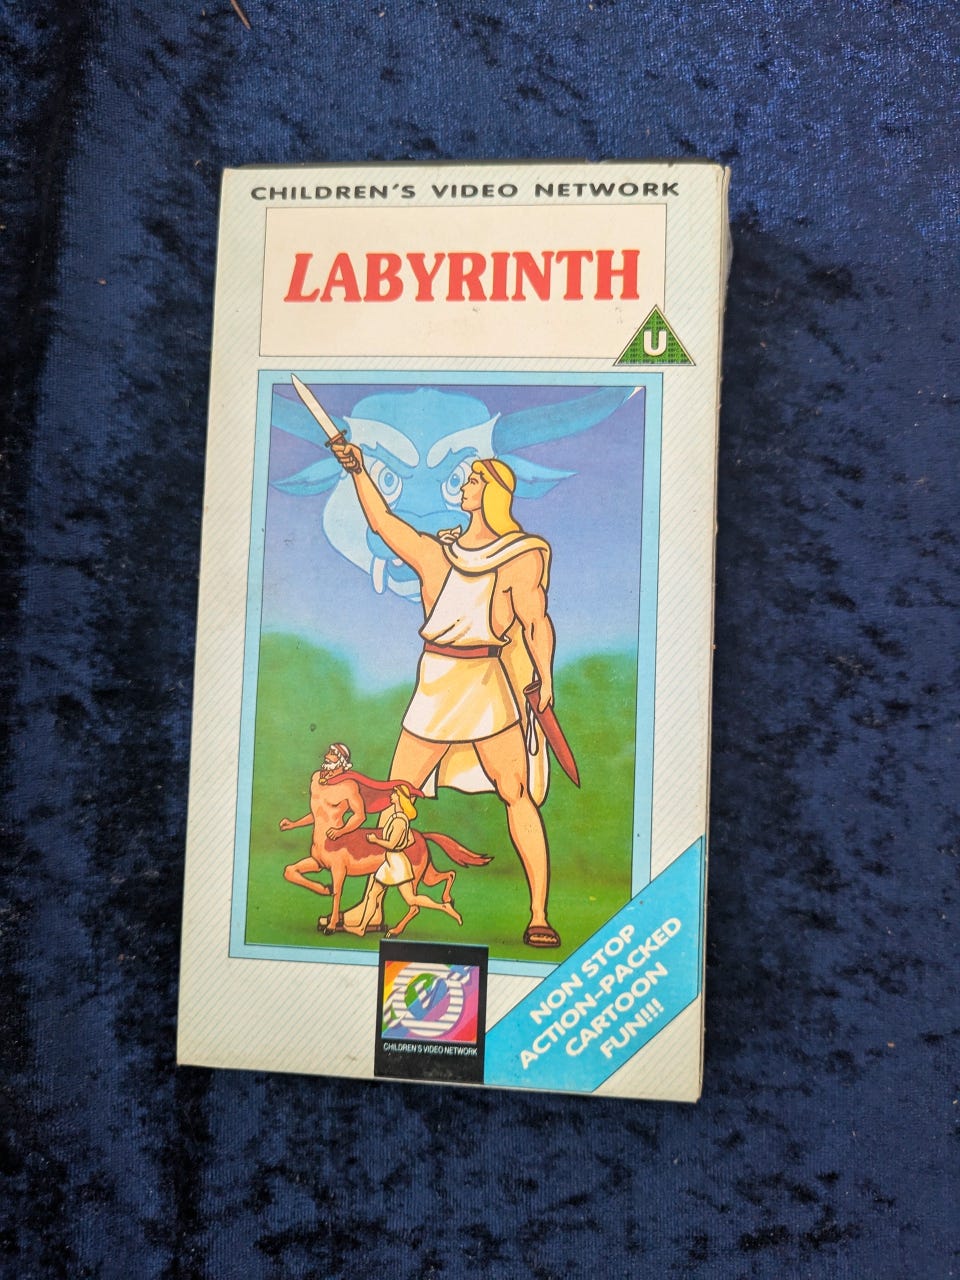 CHILDREN'S VIDEO NETWORK
LABYRINTH
U
NON STOP
ACTION-PACKED
CARTOON
FUN!!!
CHILDREN'S VIDEO NETWORK